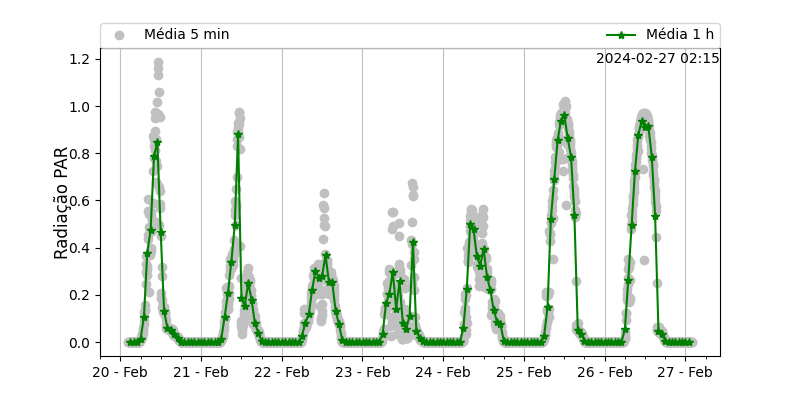 Média 5 min
Média 1 h
2024-02-27 02:15
Radiação PAR
1.2
1.0
0.8
0.6
0.4
0.2
0.0
20 - Feb
21 - Feb
22 - Feb
23 - Feb
24 - Feb
25 - Feb
26 - Feb
27 - Feb